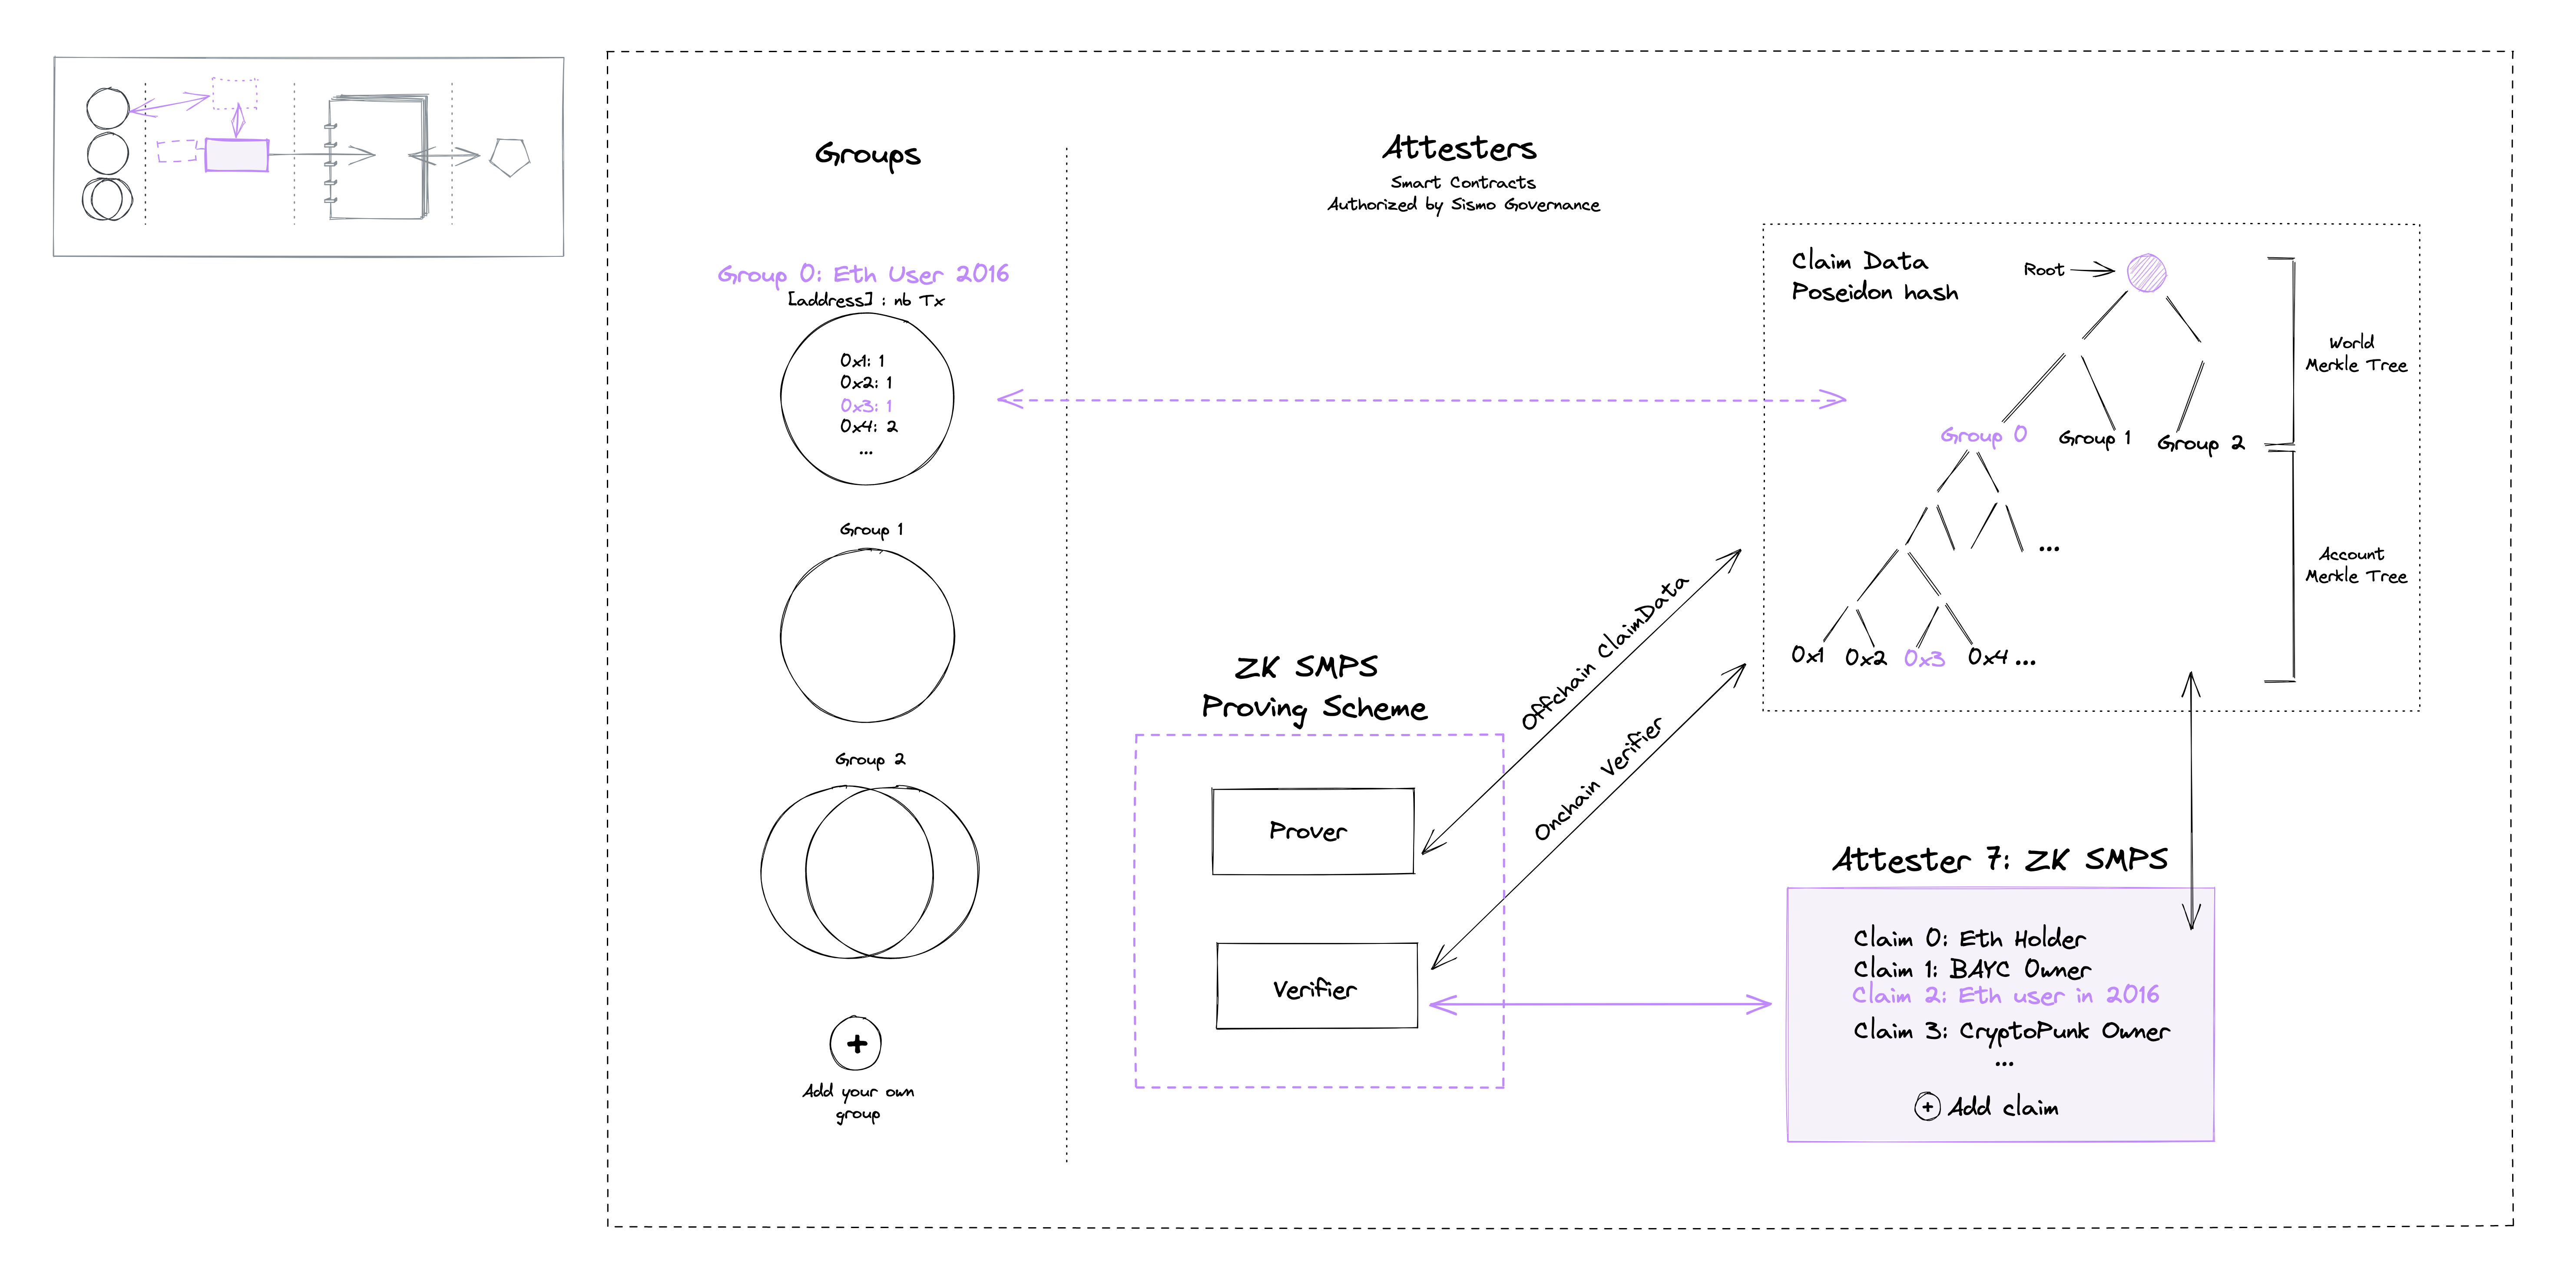 Groups
Group 0: Eth User 2016
[address] : nb Tx
0x1: 1
0x2: 1
0x3: 1
0x4: 2
...
Group 1
Group 2
+
Add your own
group
Attesters
Smart Contracts
Authorized by Sismo Governance
ZK SMPS
Proving Scheme
Prover
Verifier
Offchain ClaimData
Onchain Verifier
Claim Data
Poseidon hash
Root
Group 0
Group 1
Group 2
...
0x1
0x2
0x3
0x4 ...
World
Merkle Tree
Account
Merkle Tree
Attester 7: ZK SMPS
Claim 0: Eth Holder
Claim 1: BAYC Owner
Claim 2: Eth user in 2016
Claim 3: CryptoPunk Owner
...
+ Add claim